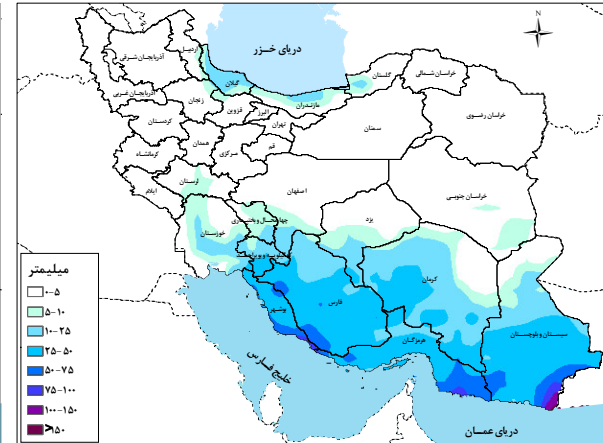 N
دریای خـزر
اردبیل
آذربایجان شرقی
گیلان
گلستان
خراسان شمالی
آذربایجان غربی
زنجان
قزوین
البرز
مازندران
تهران
خراسان رضوی
کردستان
همدان
سمنان
قم
مرکزی
کرمانشاه
لرستان
ایلام
اصفهان
خراسان جنوبی
یزد
چهارمحال و بختیاری
خوزستان
کهگیلویه و بویراحمد
کرمان
فارس
بوشهر
سیستان و بلوچستان
هرمزگان
خلیج فـارس
دریای عمـان
میلیمتر
۰-۵
۵-۱۰
۱۰-۲۵
۲۵-۵۰
۵۰-۷۵
۷۵-۱۰۰
۱۰۰-۱۵۰
>۱۵۰